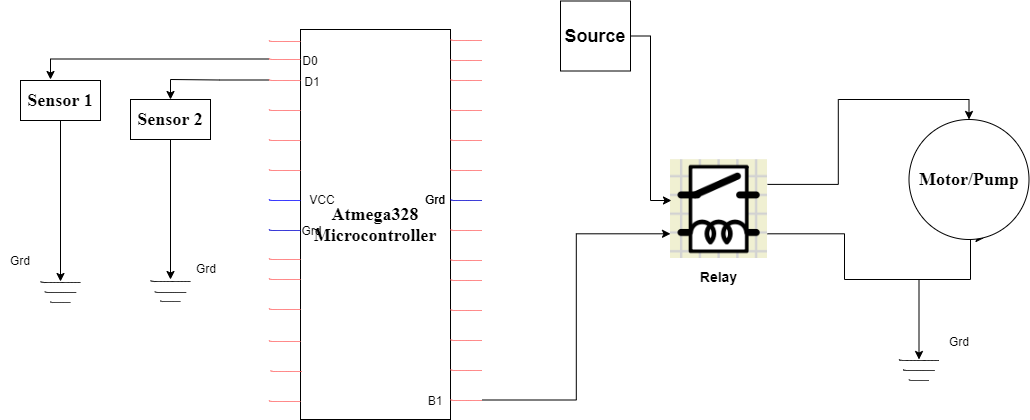 Source
D0
D1
Sensor 1
Sensor 2
VCC
Grd
Atmega328
Microcontroller
Grd
Motor/Pump
Grd
Grd
Relay
Grd
B1